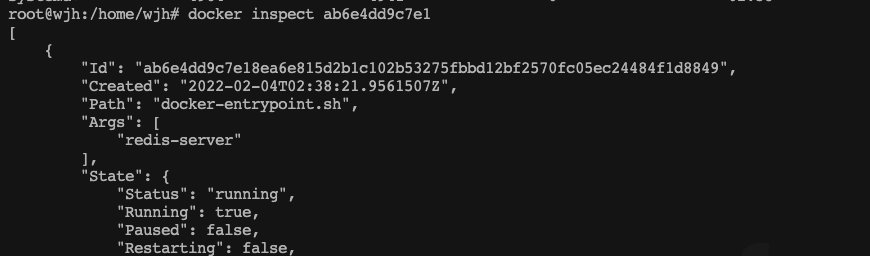 root@wjh:/home/wjh# docker inspect ab6e4dd9c7e1
[
    {
        "Id": "ab6e4dd9c7e18ea6e815d2b1c102b53275fbbd12bf2570fc05ec24484f1d8849",
        "Created": "2022-02-04T02:38:21.9561507Z",
        "Path": "docker-entrypoint.sh",
        "Args": [
            "redis-server"
        ],
        "State": {
            "Status": "running",
            "Running": true,
            "Paused": false,
            "Restarting": false,